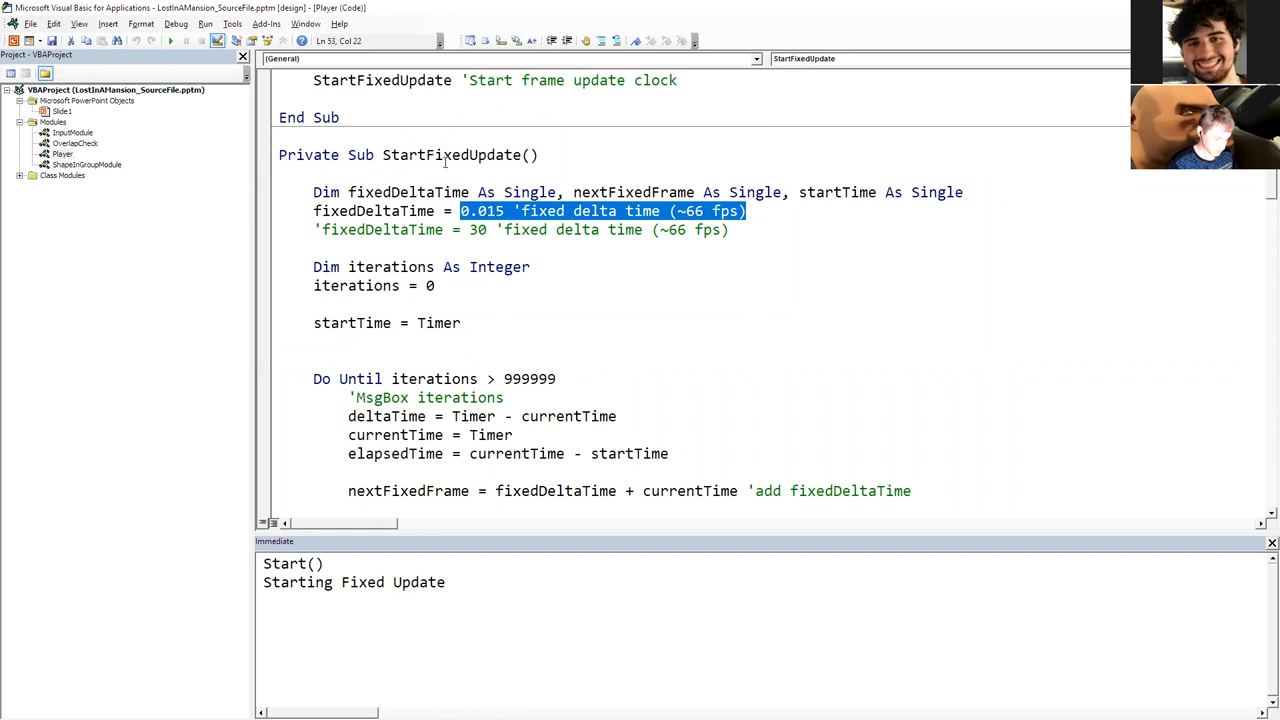 Microsoft Visual Basic for Applications - LostInAMansion_SourceFile.pptm [design] - [Player (Code)]
File Edit View Insert Format Debug Run Tools Add-Ins Window Help
Ln 53, Col 22
Project - VBAProject
VBAProject (LostInAMansion_SourceFile.pptm)
Microsoft PowerPoint Objects
Slide1
Modules
InputModule
OverlapCheck
Player
ShapeInGroupModule
Class Modules
(General)
StartFixedUpdate
StartFixedUpdate 'Start frame update clock
End Sub
Private Sub StartFixedUpdate()
Dim fixedDeltaTime As Single, nextFixedFrame As Single, startTime As Single
fixedDeltaTime = 0.015 'fixed delta time (~66 fps)
'fixedDeltaTime = 30 'fixed delta time (~66 fps)
Dim iterations As Integer
iterations = 0
startTime = Timer
Do Until iterations > 999999
'MsgBox iterations
deltaTime = Timer - currentTime
currentTime = Timer
elapsedTime = currentTime - startTime
nextFixedFrame = fixedDeltaTime + currentTime 'add fixedDeltaTime
Immediate
Start()
Starting Fixed Update